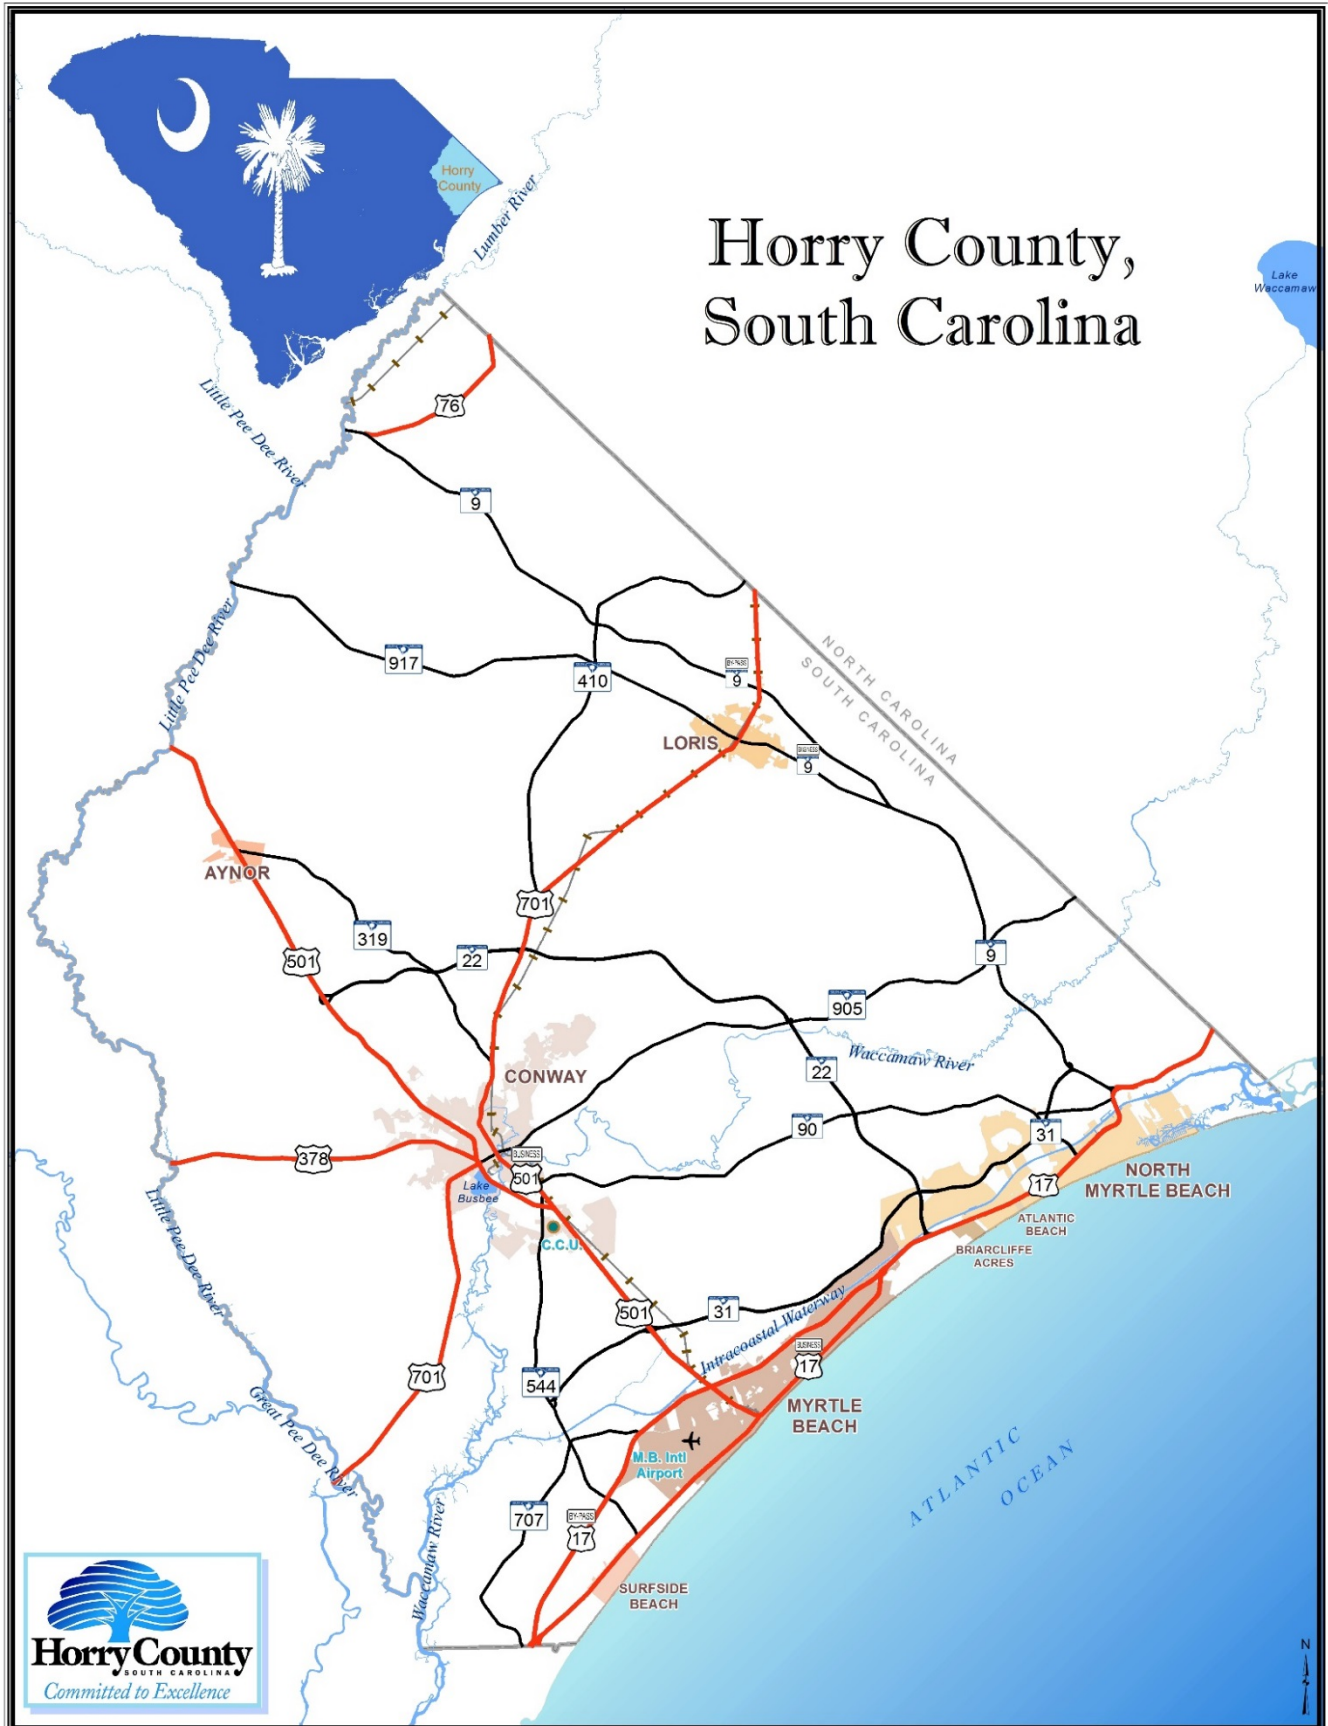 Horry
County
Lumber River
Horry County,
South Carolina
Lake
Waccamaw
Little Pee Dee River
76
9
NORTH CAROLINA
SOUTH CAROLINA
Little Pee Dee River
917
410
BY-PASS
9
LORIS
BUSINESS
9
AYNOR
701
319
501
22
9
905
Waccamaw River
22
CONWAY
90
31
378
BUSINESS
501
NORTH
MYRTLE BEACH
17
Lake
Busbee
Little Pee Dee River
ATLANTIC
BEACH
C.C.U.
BRIARCLIFFE
ACRES
501
31
Intracoastal Waterway
BUSINESS
17
701
544
MYRTLE
BEACH
Great Pee Dee River
M.B. Intl
Airport
ATLANTIC
OCEAN
707
BY-PASS
17
Waccamaw River
SURFSIDE
BEACH
Horry County
SOUTH CAROLINA
Committed to Excellence
N